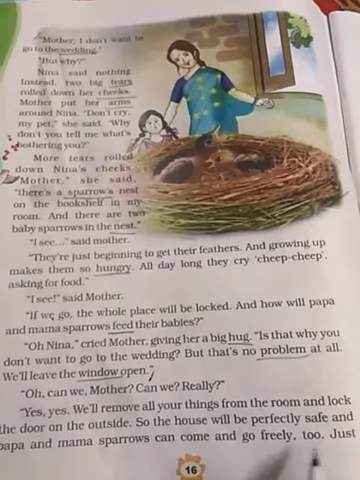 "Mother, I don't want to
go to the wedding."
"But why?"
Nina said nothing.
Instead, two big tears
rolled down her cheeks.
Mother put her arms
around Nina. "Don't cry,
my pet," she said. "Why
don't you tell me what's
bothering you?"
More tears rolled
down Nina's cheeks.
"Mother," she said,
"there's a sparrow's nest
on the bookshelf in my
room. And there are two
baby sparrows in the nest."
"I see...." said mother.
"They're just beginning to get their feathers. And growing up
makes them so hungry. All day long they cry 'cheep-cheep',
asking for food."
"I see!" said Mother.
"If we go, the whole place will be locked. And how will papa
and mama sparrows feed their babies?"
"Oh Nina," cried Mother, giving her a big hug. "Is that why you
don't want to go to the wedding? But that's no problem at all.
We'll leave the window open."
"Oh, can we, Mother? Can we? Really?"
"Yes, yes. We'll remove all your things from the room and lock
the door on the outside. So the house will be perfectly safe and
papa and mama sparrows can come and go freely, too. Just
16